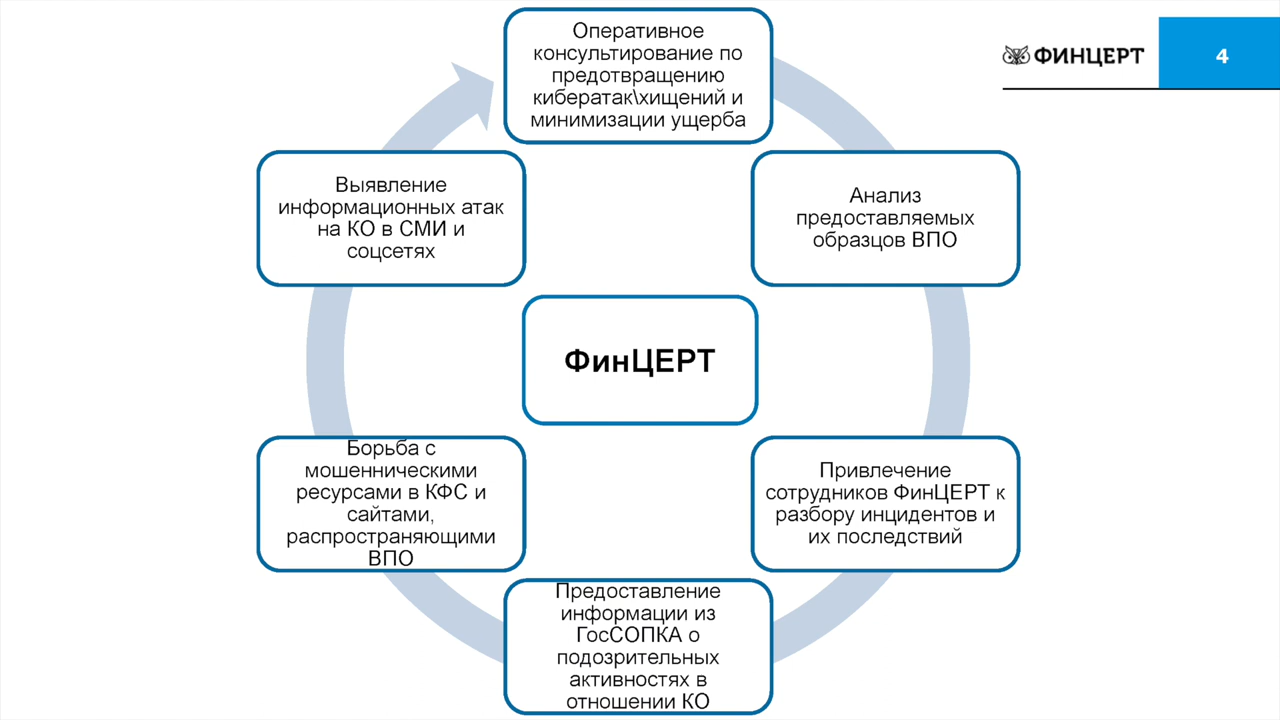 Оперативное
консультирование по
предотвращению
кибератак\хищений и
минимизации ущерба
ФИНЦЕРТ
4
Выявление
информационных атак
на КО в СМИ и
соцсетях
Анализ
предоставляемых
образцов ВПО
ФинЦЕРТ
Борьба с
мошенническими
ресурсами в КФС и
сайтами,
распространяющими
ВПО
Привлечение
сотрудников ФинЦЕРТ к
разбору инцидентов и
их последствий
Предоставление
информации из
ГосСОПКА о
подозрительных
активностях в
отношении КО